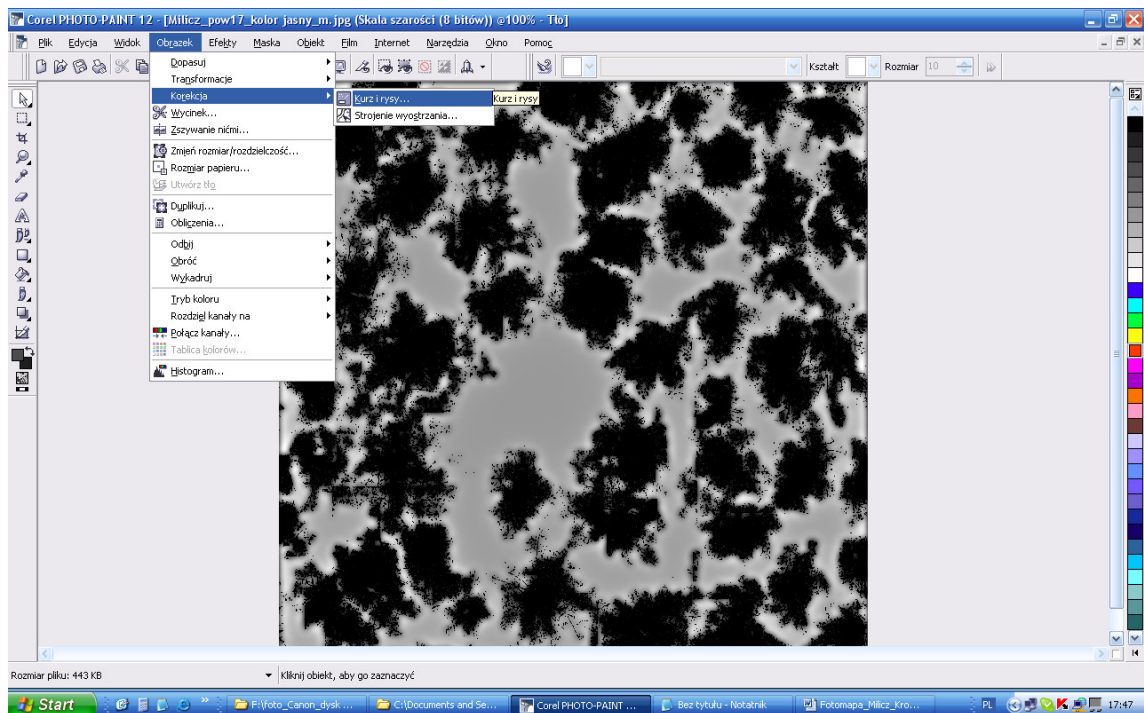 Corel PHOTO-PAINT 12 - [Milicz_pow17_kolor jasny_m.jpg (Skala szarości (8 bitów)) @100% - Tło]
Plik Edycja Widok Obrazek Efekty Maska Objekt Film Internet Narzędzia Okno Pomoc
Kształt Rozmiar 10
Dopasuj
Transformacje
Korekcja
Kurz i rysy...
Kurz i rysy
Strojenie wyostrzania...
Wycinek...
Zszywanie nićmi...
Zmień rozmiar/rozdzielczość...
Rozmiar papieru...
Utwórz tło
Duplikuj...
Obliczenia...
Odbij
Obróć
Wykadruj
Tryb koloru
Rozdziel kanały na
Połącz kanały...
Tablica kolorów...
Histogram...
Rozmiar pliku: 443 KB
Kliknij obiekt, aby go zaznaczyć
Start
F:\foto_Canon_dysk ...
C:\Documents and Se...
Corel PHOTO-PAINT ...
Bez tytułu - Notatnik
Fotomapa_Milicz_Kro...
PL
17:47